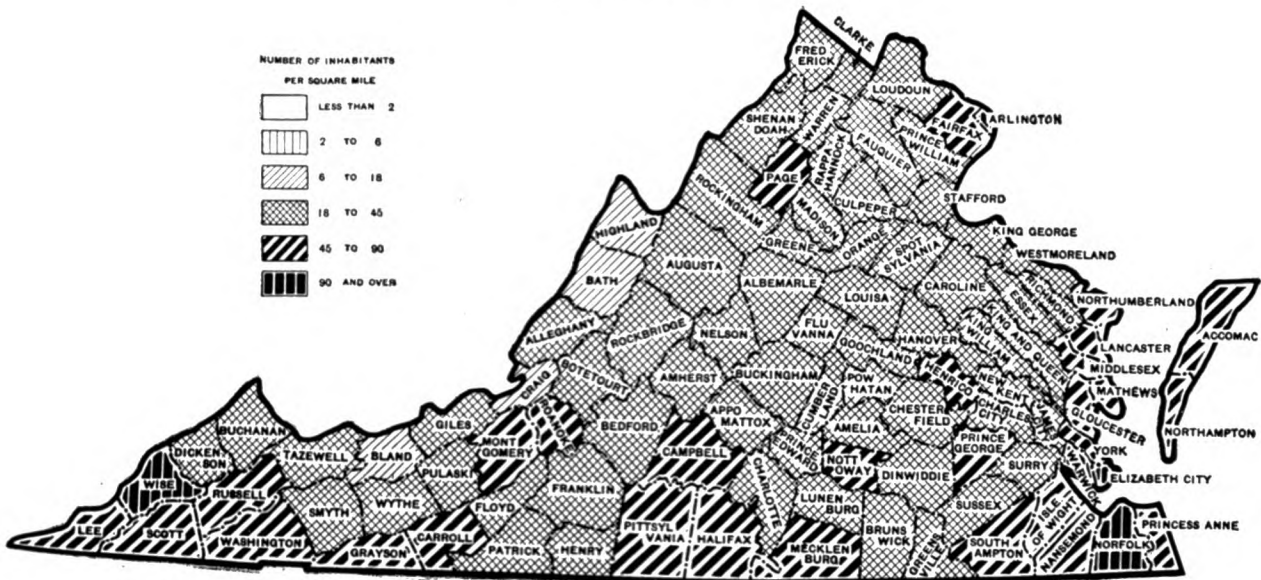 NUMBER OF INHABITANTS
PER SQUARE MILE
LESS THAN 2
2 TO 6
6 TO 18
18 TO 45
45 TO 90
90 AND OVER
CLARKE
FRED
ERICK
LOUDOUN
ARLINGTON
FAIRFAX
SHENAN
DOAH
WARREN
FAUQUIER
PRINCE
WILLIAM
PAGE
RAPPA
HANNOCK
CULPEPER
STAFFORD
ROCKINGHAM
MADISON
KING GEORGE
HIGHLAND
GREENE
ORANGE
SPOT
SYLVANIA
WESTMORELAND
AUGUSTA
BATH
ALBEMARLE
LOUISA
CAROLINE
ESSEX
RICHMOND
NORTHUMBERLAND
ACCOMAC
ALLEGHANY
ROCKBRIDGE
NELSON
FLU
VANNA
GOOCHLAND
HANOVER
KING
WILLIAM
KING AND QUEEN
LANCASTER
MIDDLESEX
MATHEWS
CRAIG
BOTETOURT
AMHERST
BUCKINGHAM
CUMBER
LAND
POW
HATAN
HENRICO
NEW
KENT
CHARLES
CITY
JAMES
GLOUCESTER
NORTHAMPTON
BUCHANAN
DICKEN
SON
TAZEWELL
BLAND
GILES
MONT
GOMERY
ROANOKE
BEDFORD
APPO
MATTOX
CAMPBELL
PRINCE
EDWARD
AMELIA
CHESTER
FIELD
PRINCE
GEORGE
SURRY
YORK
WARWICK
ELIZABETH CITY
WISE
RUSSELL
PULASKI
WYTHE
SMYTH
FLOYD
FRANKLIN
CHARLOTTE
NOTT
OWAY
DINWIDDIE
LUNEN
BURG
SUSSEX
ISLE
OF
WIGHT
LEE
SCOTT
WASHINGTON
GRAYSON
CARROLL
PATRICK
HENRY
PITTSYL
VANIA
HALIFAX
MECKLEN
BURG
BRUNS
WICK
GREENS
VILLE
SOUTH
AMPTON
NANSEMOND
NORFOLK
PRINCESS ANNE